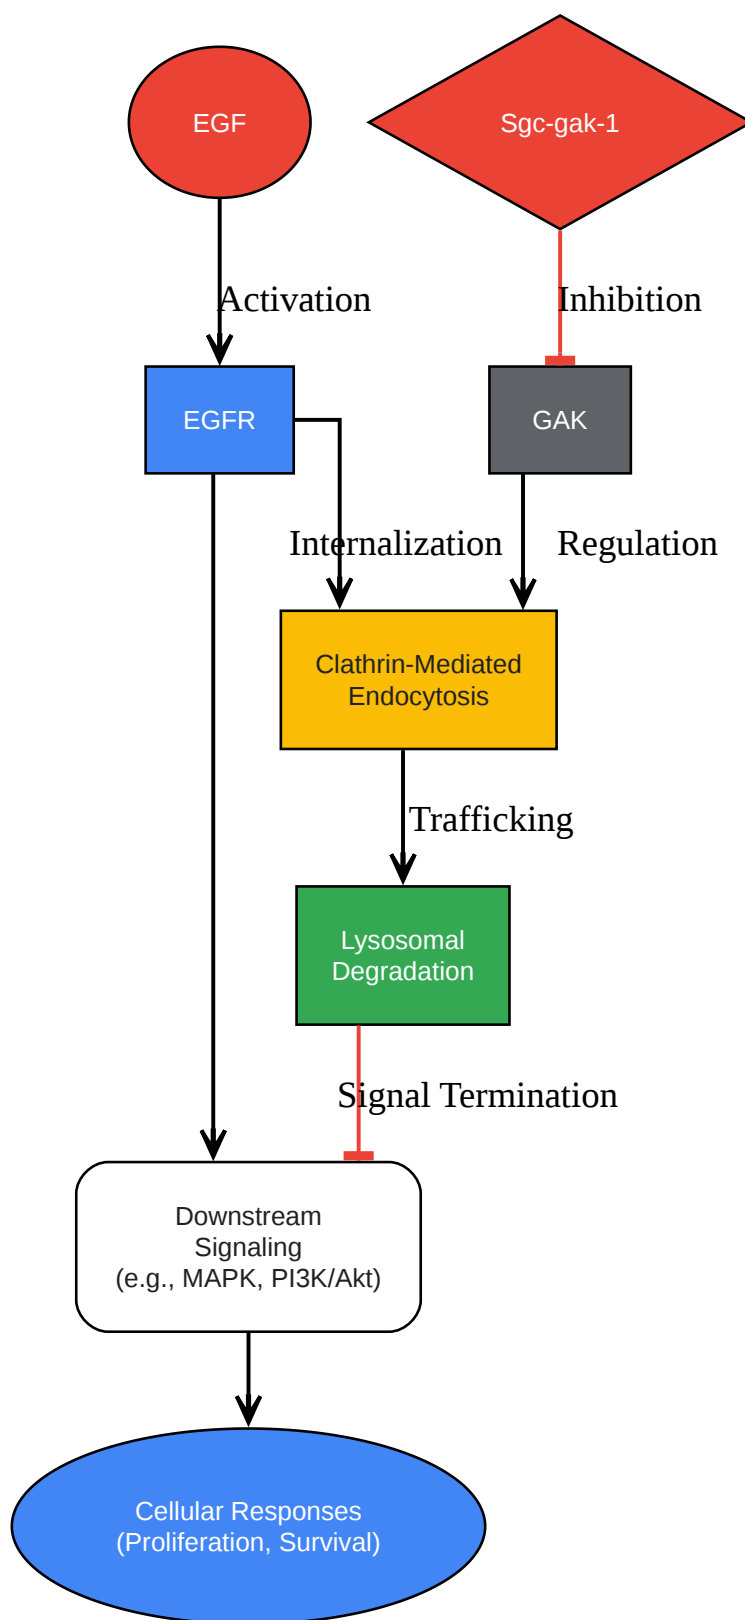 EGF
Sgc-gak-1
Activation
Inhibition
EGFR
GAK
Internalization
Regulation
Clathrin-Mediated
Endocytosis
Trafficking
Lysosomal
Degradation
Signal Termination
Downstream
Signaling
(e.g., MAPK, PI3K/Akt)
Cellular Responses
(Proliferation, Survival)